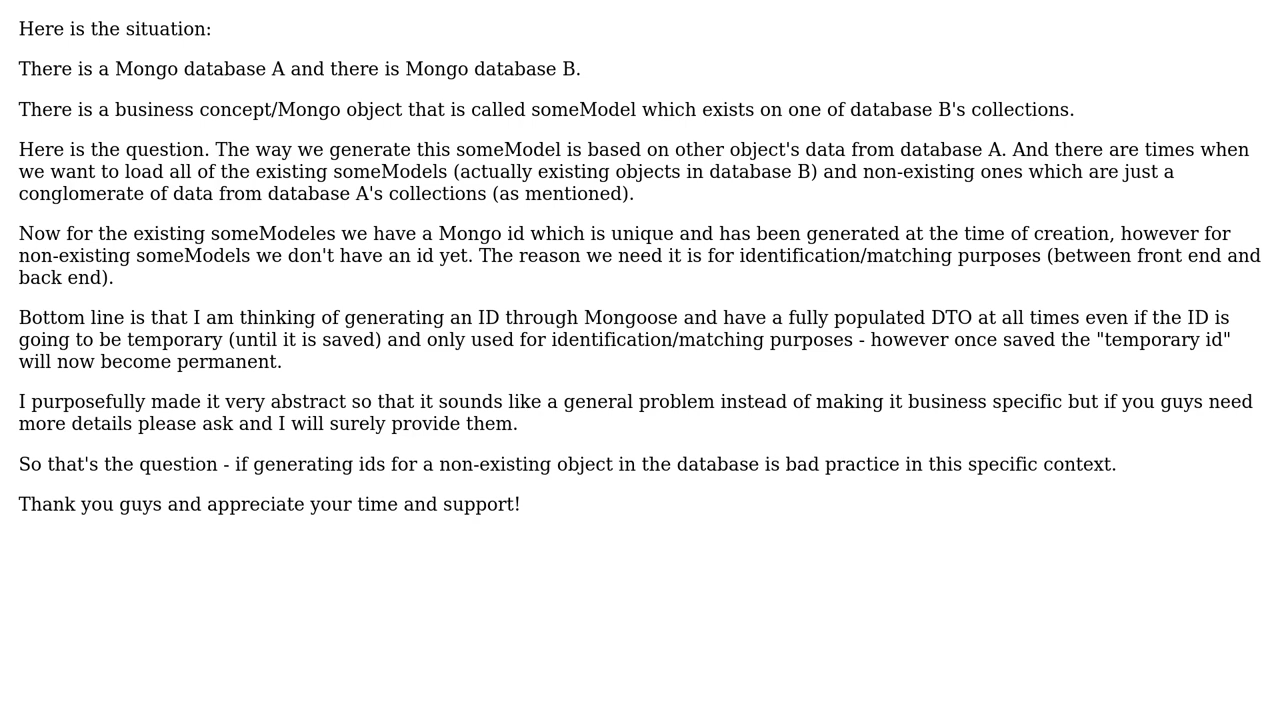 Here is the situation:
There is a Mongo database A and there is Mongo database B.
There is a business concept/Mongo object that is called someModel which exists on one of database B's collections.
Here is the question. The way we generate this someModel is based on other object's data from database A. And there are times when
we want to load all of the existing someModels (actually existing objects in database B) and non-existing ones which are just a
conglomerate of data from database A's collections (as mentioned).
Now for the existing someModeles we have a Mongo id which is unique and has been generated at the time of creation, however for
non-existing someModels we don't have an id yet. The reason we need it is for identification/matching purposes (between front end and
back end).
Bottom line is that I am thinking of generating an ID through Mongoose and have a fully populated DTO at all times even if the ID is
going to be temporary (until it is saved) and only used for identification/matching purposes - however once saved the "temporary id"
will now become permanent.
I purposefully made it very abstract so that it sounds like a general problem instead of making it business specific but if you guys need
more details please ask and I will surely provide them.
So that's the question - if generating ids for a non-existing object in the database is bad practice in this specific context.
Thank you guys and appreciate your time and support!